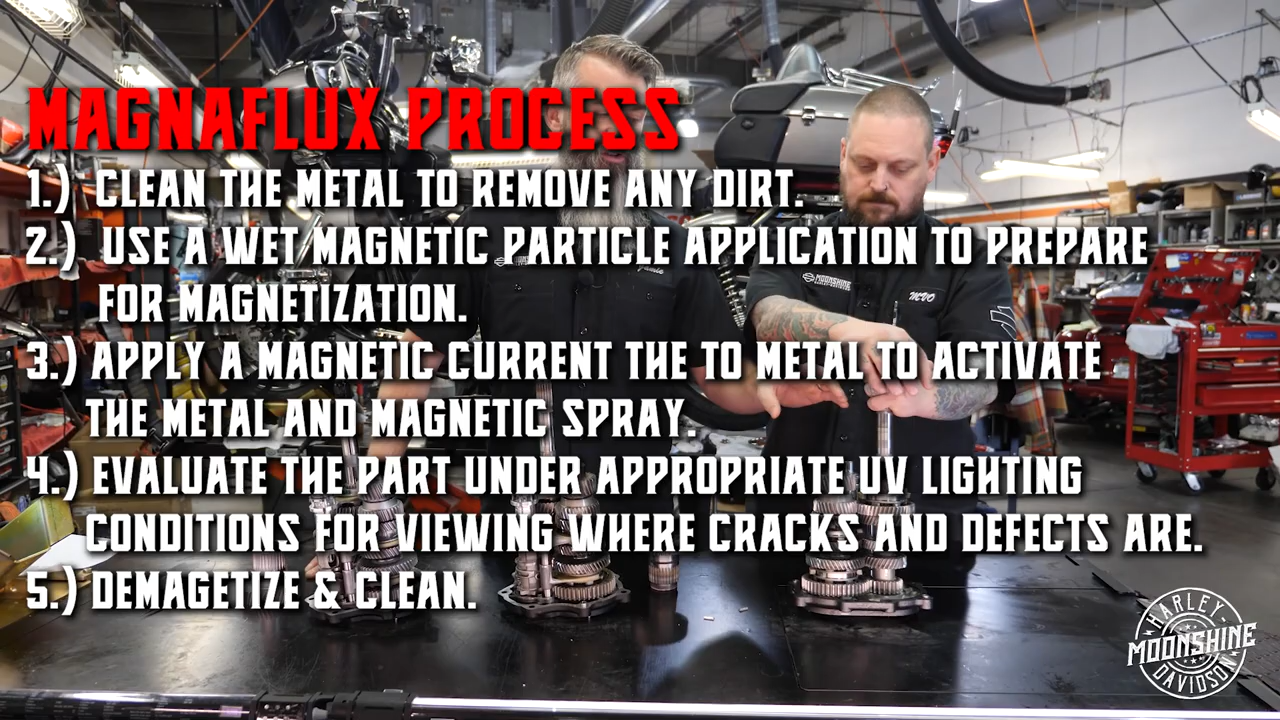 MAGNAFLUX PROCESS
1.) CLEAN THE METAL TO REMOVE ANY DIRT.
2.) USE A WET MAGNETIC PARTICLE APPLICATION TO PREPARE
FOR MAGNETIZATION.
3.) APPLY A MAGNETIC CURRENT THE TO METAL TO ACTIVATE
THE METAL AND MAGNETIC SPRAY.
4.) EVALUATE THE PART UNDER APPROPRIATE UV LIGHTING
CONDITIONS FOR VIEWING WHERE CRACKS AND DEFECTS ARE.
5.) DEMAGETIZE & CLEAN.
MOONSHINE
MVO
HARLEY
MOONSHINE
DAVIDSON